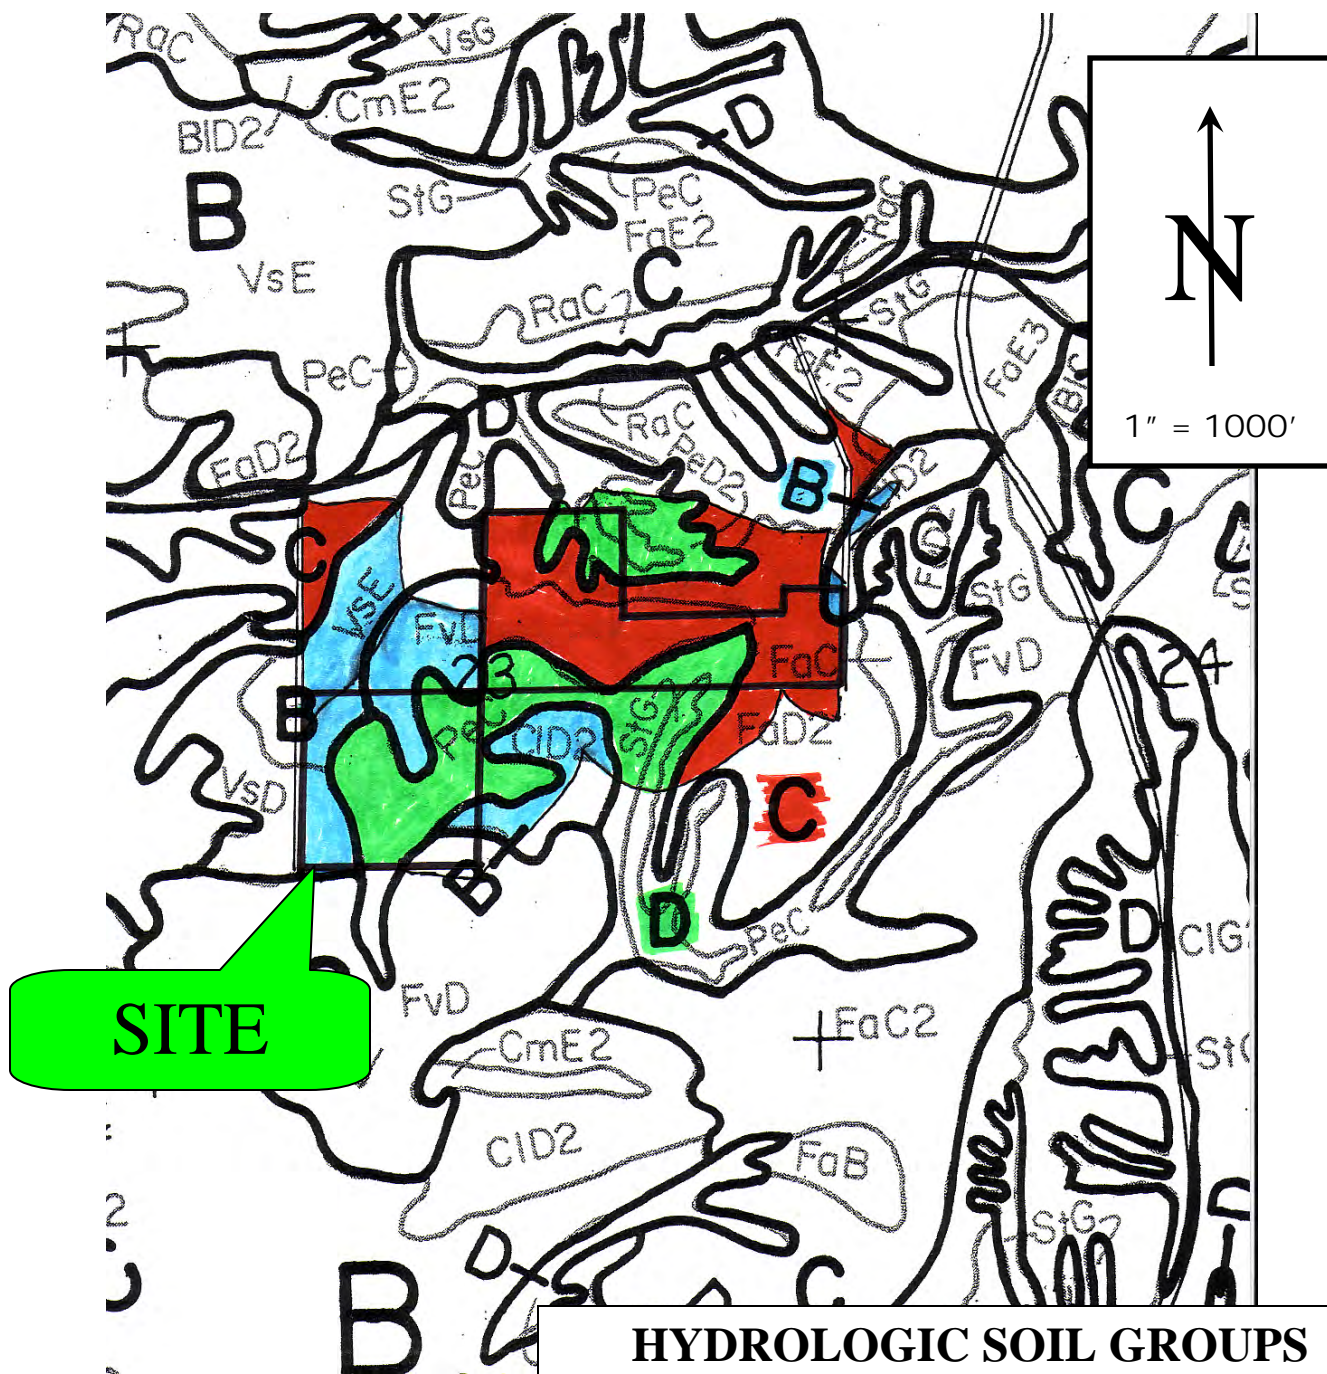 RaC
VsG
CmE2
BlD2
D
StG
PeC
FaE2
RaC
B
VsE
C
RaC
StG
N
FaE3
PeC
1" = 1000'
D
RaC
PeD2
FaD2
PeC
B
C
C
VsE
FvD
StG
FaC
FvD
23
24
B
PeC
ClD2
StG
FaD2
VsD
C
B
D
PeC
D
SITE
FvD
FaC2
CmE2
ClD2
FaB
D
StG
C
B
HYDROLOGIC SOIL GROUPS